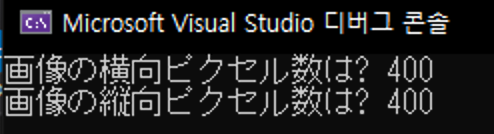 Microsoft Visual Studio 디버그 콘솔
画像の横向ピクセル数は? 400
画像の縦向ピクセル数は? 400